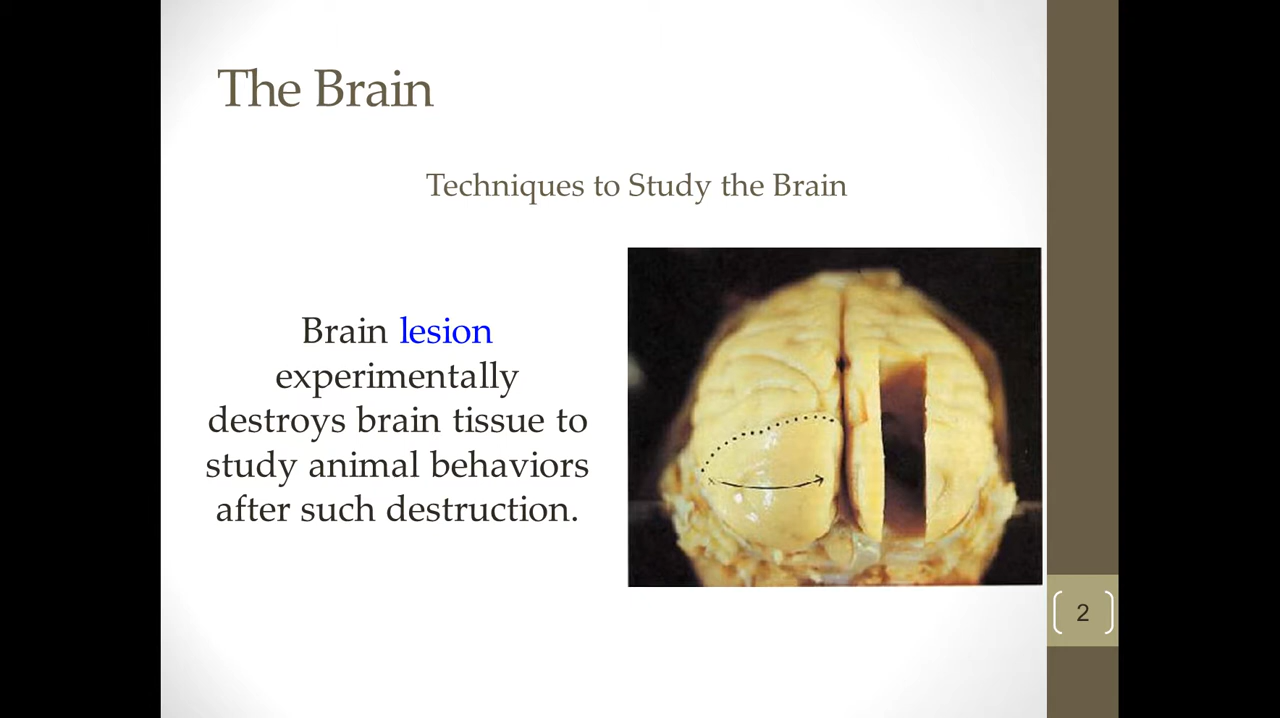 The Brain
Techniques to Study the Brain
Brain lesion
experimentally
destroys brain tissue to
study animal behaviors
after such destruction.
2